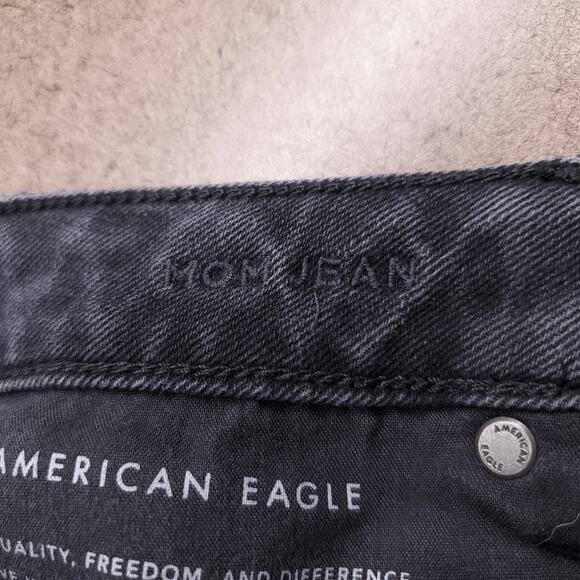 MOM JEAN
AMERICAN EAGLE
AMERICAN EAGLE
UALITY, FREEDOM, AND DIFFERENCE